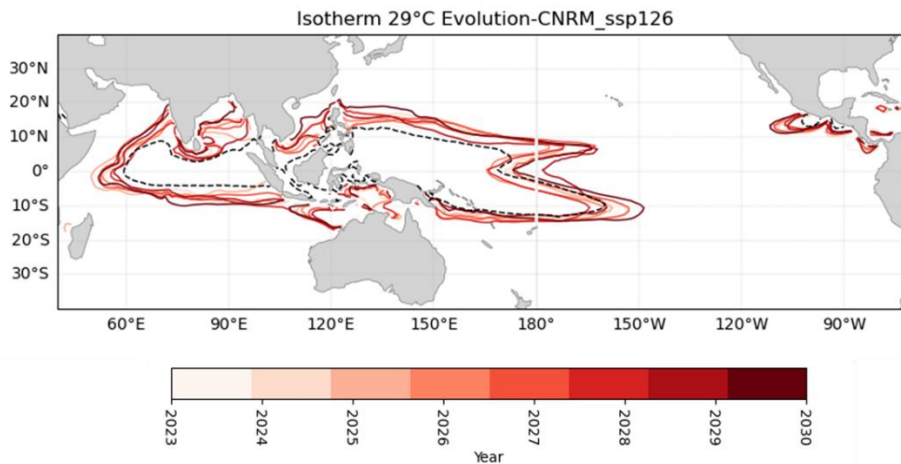 Isotherm 29°C Evolution-CNRM_ssp126
30°N
20°N
10°N
0°
10°S
20°S
30°S
60°E 90°E 120°E 150°E 180° 150°W 120°W 90°W
2023 2024 2025 2026 2027 2028 2029 2030
Year